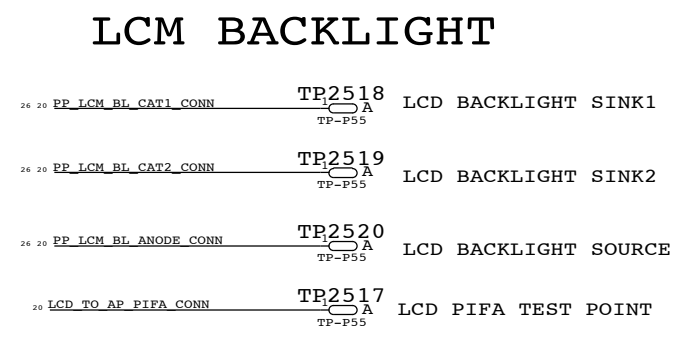 LCM BACKLIGHT
TP2518
26 20 PP_LCM_BL_CAT1_CONN 1 A LCD BACKLIGHT SINK1
TP-P55
TP2519
26 20 PP_LCM_BL_CAT2_CONN 1 A LCD BACKLIGHT SINK2
TP-P55
TP2520
26 20 PP_LCM_BL_ANODE_CONN 1 A LCD BACKLIGHT SOURCE
TP-P55
TP2517
20 LCD_TO_AP_PIFA_CONN 1 A LCD PIFA TEST POINT
TP-P55